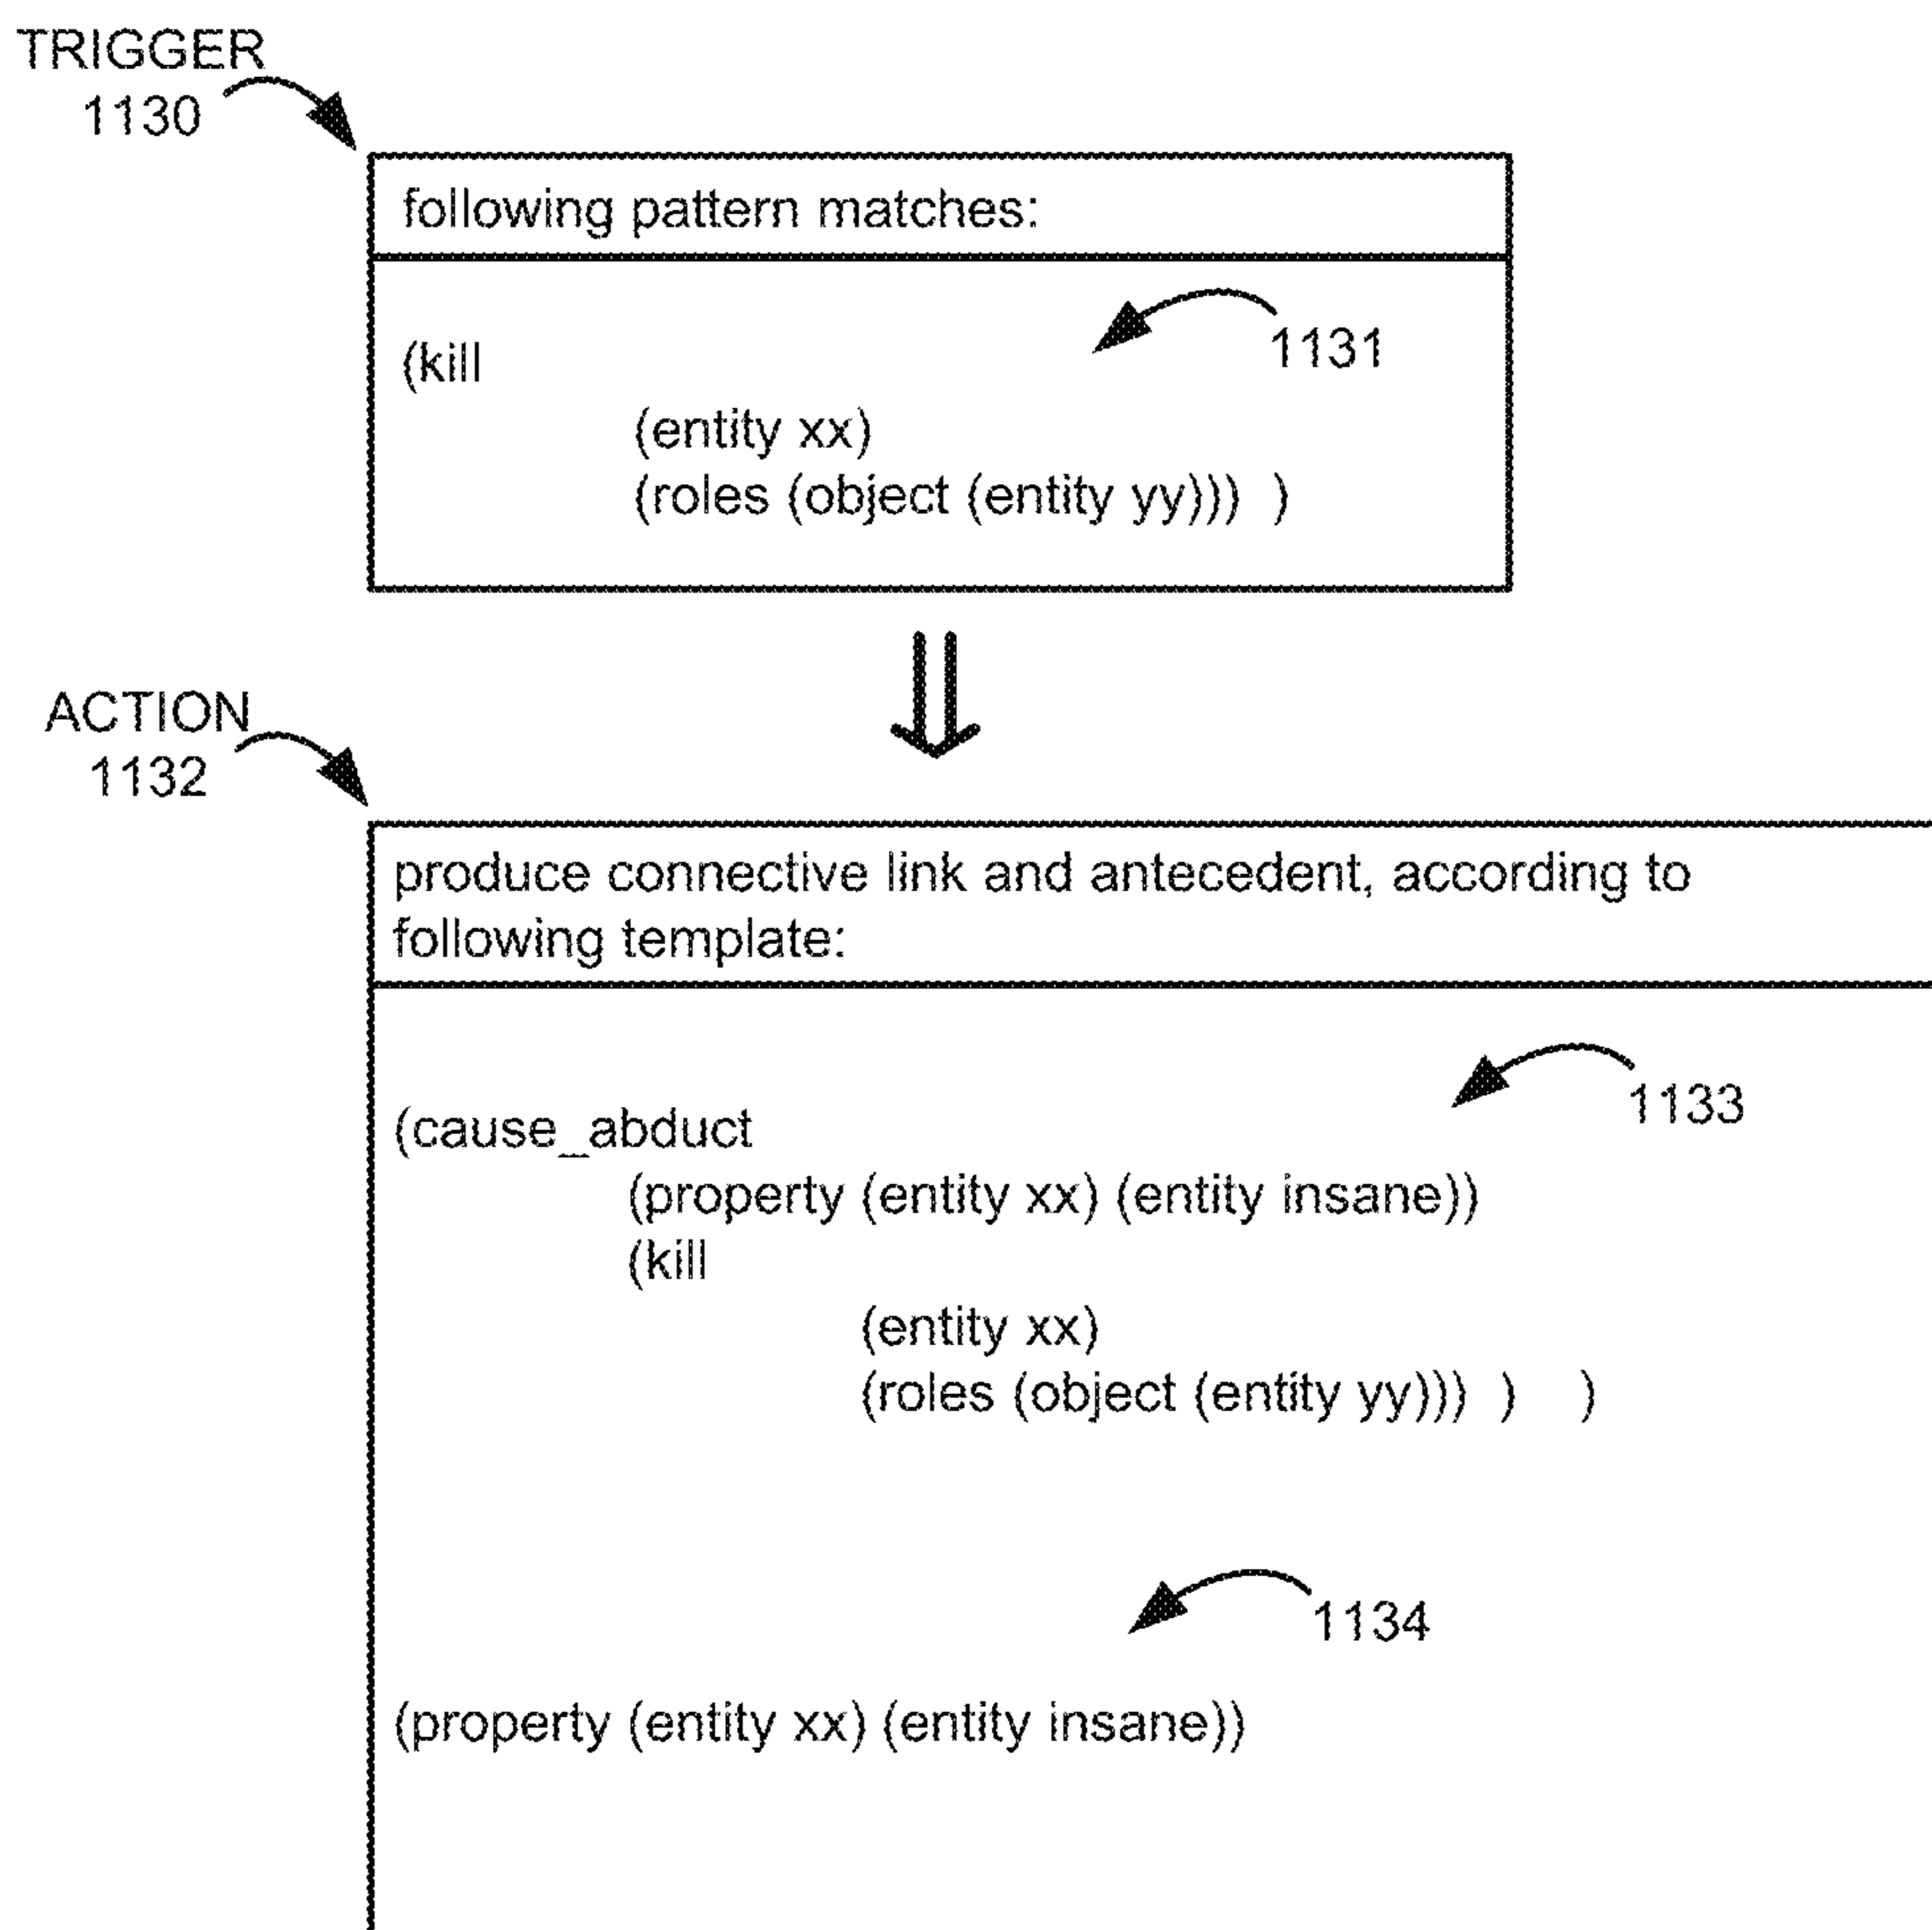 TRIGGER
1130
following pattern matches:
1131
(kill
(entity xx)
(roles (object (entity yy))) )
ACTION
1132
produce connective link and antecedent, according to
following template:
1133
(cause_abduct
(property (entity xx) (entity insane))
(kill
(entity xx)
(roles (object (entity yy))) ) )
1134
(property (entity xx) (entity insane))